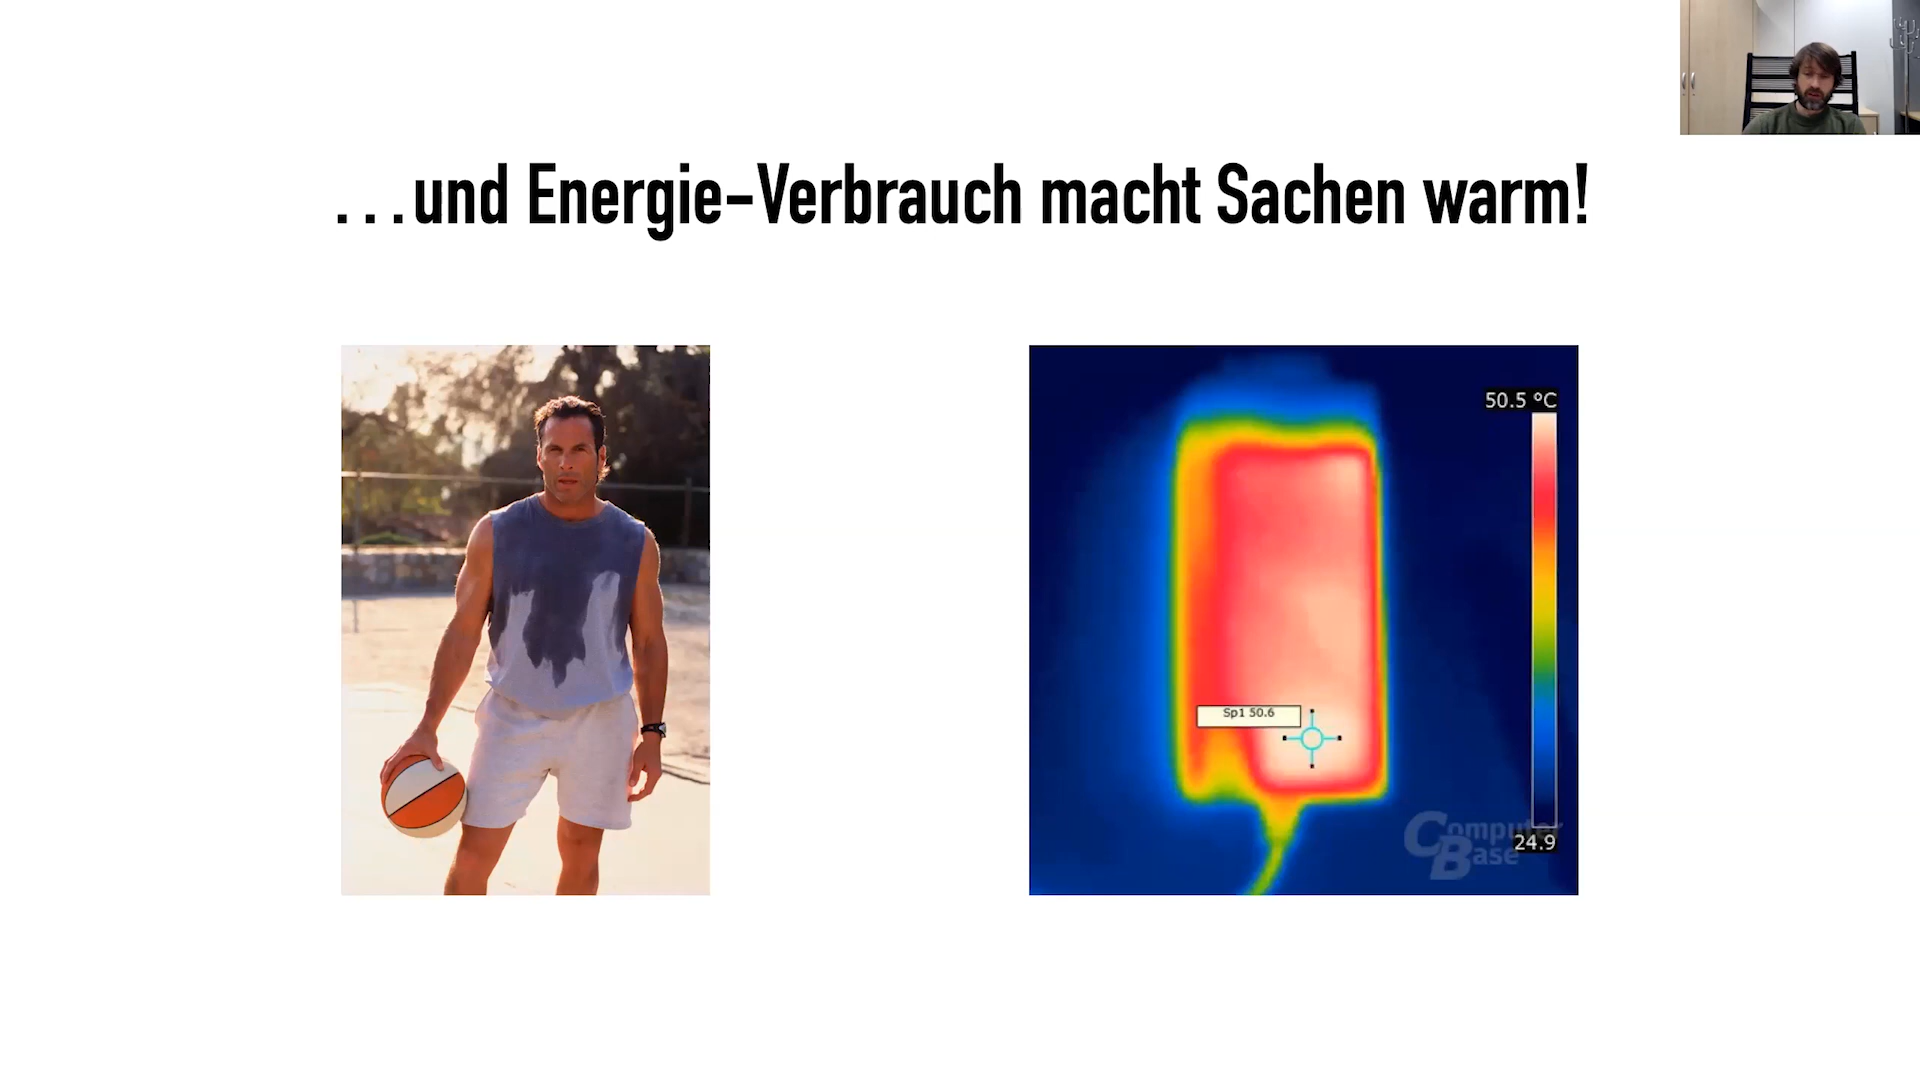 ...und Energie-Verbrauch macht Sachen warm!
50.5 °C
Sp1 50.6
Computer
Base
24.9